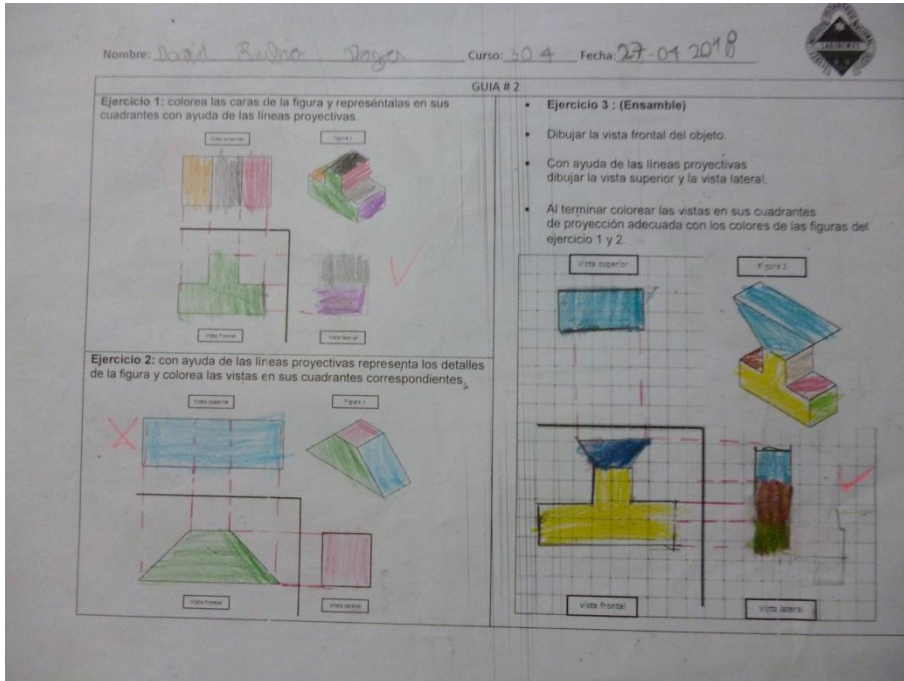 Nombre: David Rubio Curso: 304 Fecha: 27-04 2018
GUIA # 2
Ejercicio 1: colorea las caras de la figura y represéntalas en sus
cuadrantes con ayuda de las líneas proyectivas.
Vista superior Figura 1
Vista frontal Vista lateral
Ejercicio 2: con ayuda de las líneas proyectivas representa los detalles
de la figura y colorea las vistas en sus cuadrantes correspondientes.
Vista superior Figura 2
Vista frontal Vista lateral
• Ejercicio 3 : (Ensamble)
• Dibujar la vista frontal del objeto.
• Con ayuda de las líneas proyectivas
dibujar la vista superior y la vista lateral.
• Al terminar colorear las vistas en sus cuadrantes
de proyección adecuada con los colores de las figuras del
ejercicio 1 y 2.
Vista superior Figura 3
Vista frontal Vista lateral